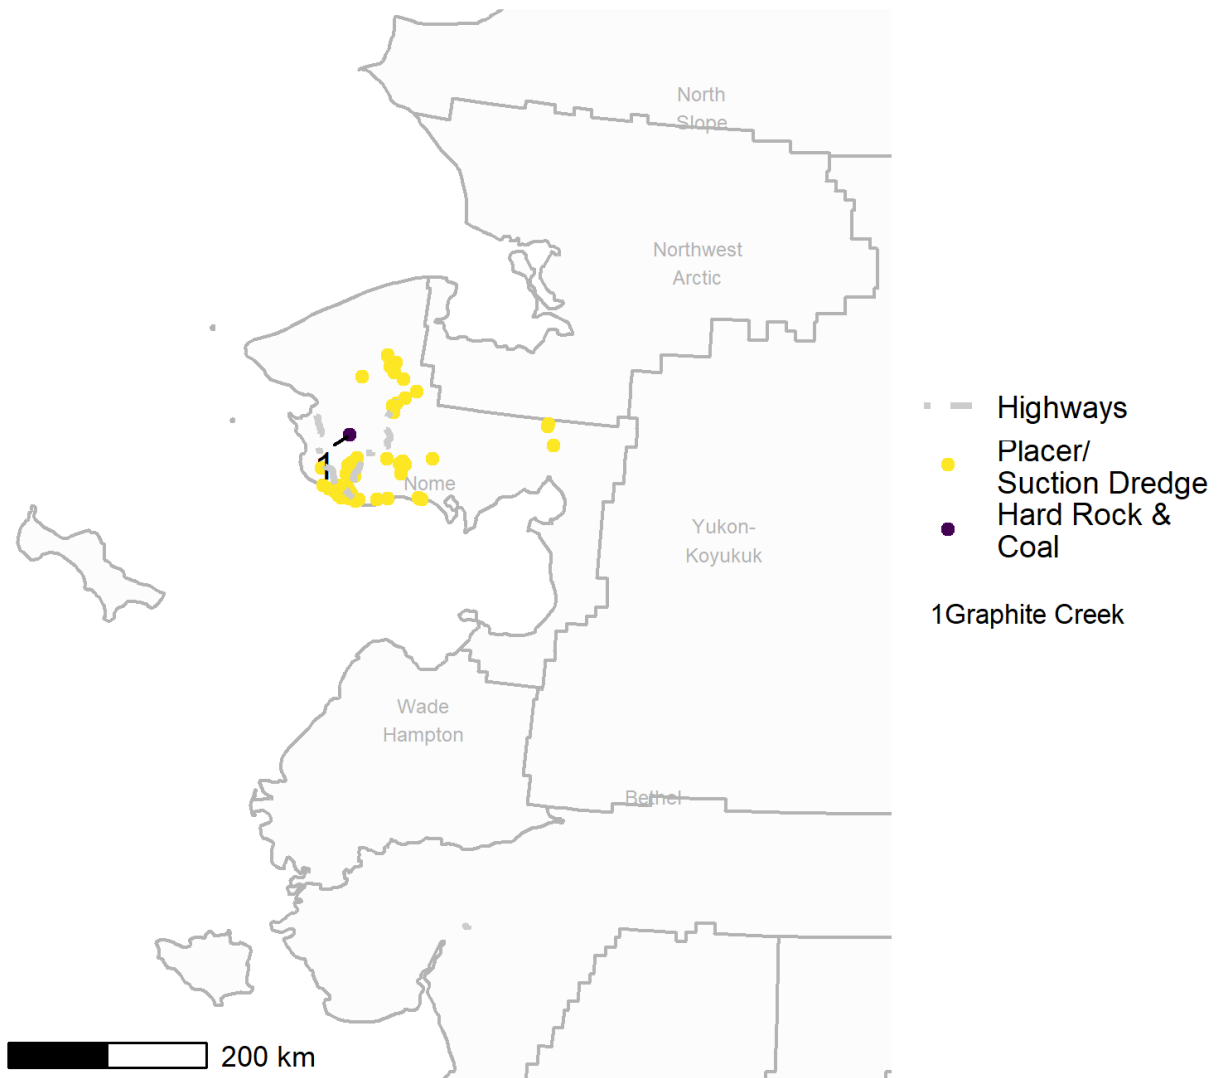 North
Slope
Northwest
Arctic
1
Nome
Yukon-
Koyukuk
Wade
Hampton
Bethel
200 km
Highways
Placer/
Suction Dredge
Hard Rock &
Coal
1Graphite Creek